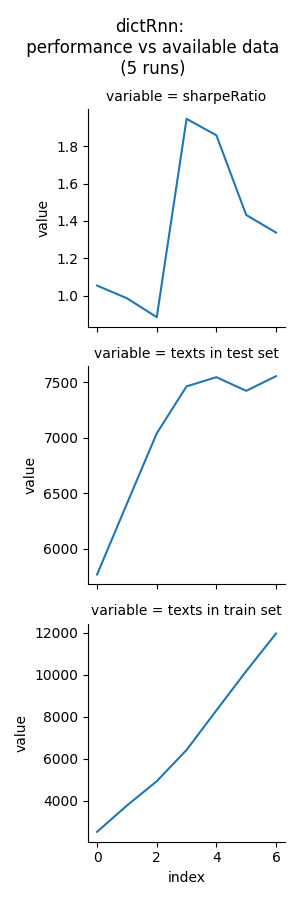 dictRnn:
performance vs available data
(5 runs)
variable = sharpeRatio
1.8
1.6
1.4
1.2
1.0
value
variable = texts in test set
7500
7000
6500
6000
value
variable = texts in train set
12000
10000
8000
6000
4000
value
0 2 4 6
index